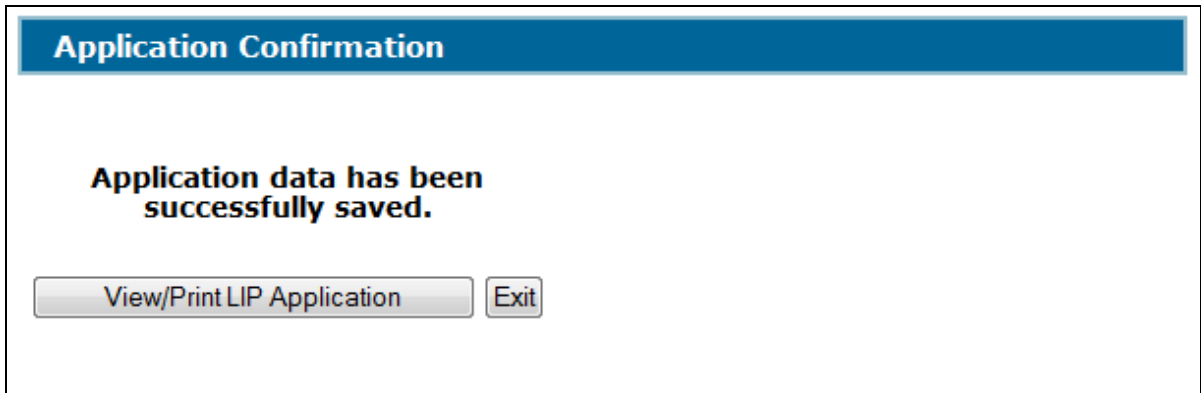 Application Confirmation
Application data has been
successfully saved.
View/Print LIP Application Exit